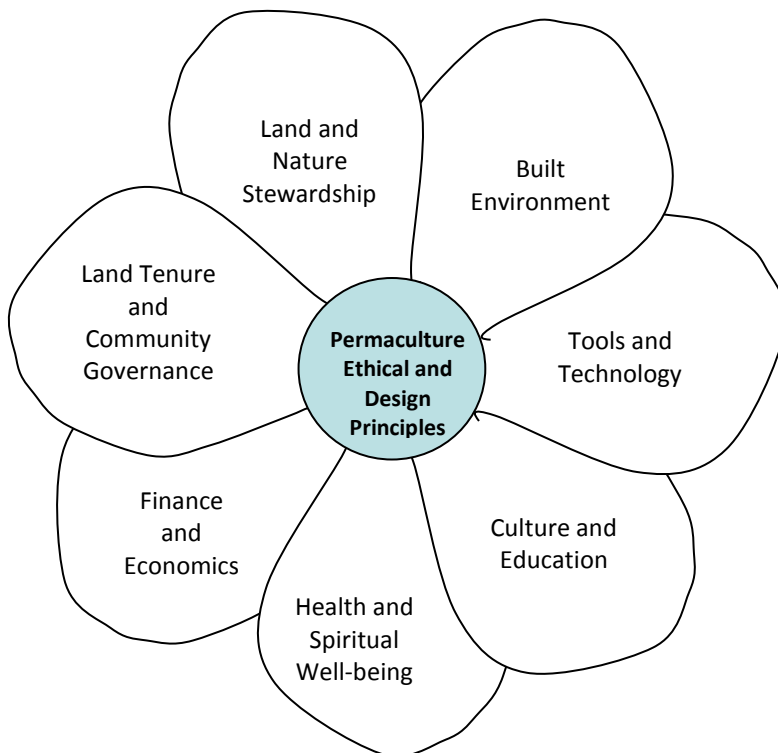 Land and
Nature
Stewardship
Built
Environment
Tools and
Technology
Culture and
Education
Health and
Spiritual
Well-being
Finance
and
Economics
Land Tenure
and
Community
Governance
Permaculture
Ethical and
Design
Principles